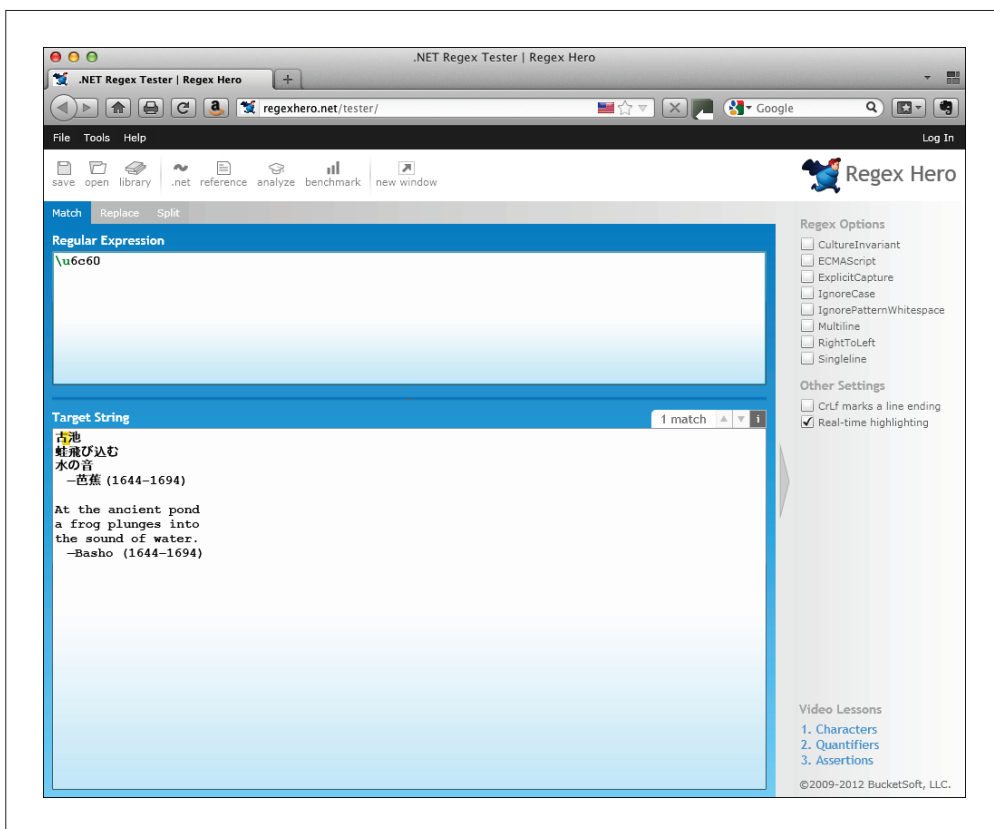 .NET Regex Tester | Regex Hero
.NET Regex Tester | Regex Hero
regexhero.net/tester/
Google
File Tools Help
Log In
save open library .net reference analyze benchmark new window
Regex Hero
Match Replace Split
Regular Expression
\u6c60
Target String
1 match
古池
蛙飛び込む
水の音
—芭蕉 (1644–1694)
At the ancient pond
a frog plunges into
the sound of water.
—Basho (1644–1694)
Regex Options
CultureInvariant
ECMAScript
ExplicitCapture
IgnoreCase
IgnorePatternWhitespace
Multiline
RightToLeft
Singleline
Other Settings
CrLf marks a line ending
Real-time highlighting
Video Lessons
1. Characters
2. Quantifiers
3. Assertions
©2009-2012 BucketSoft, LLC.